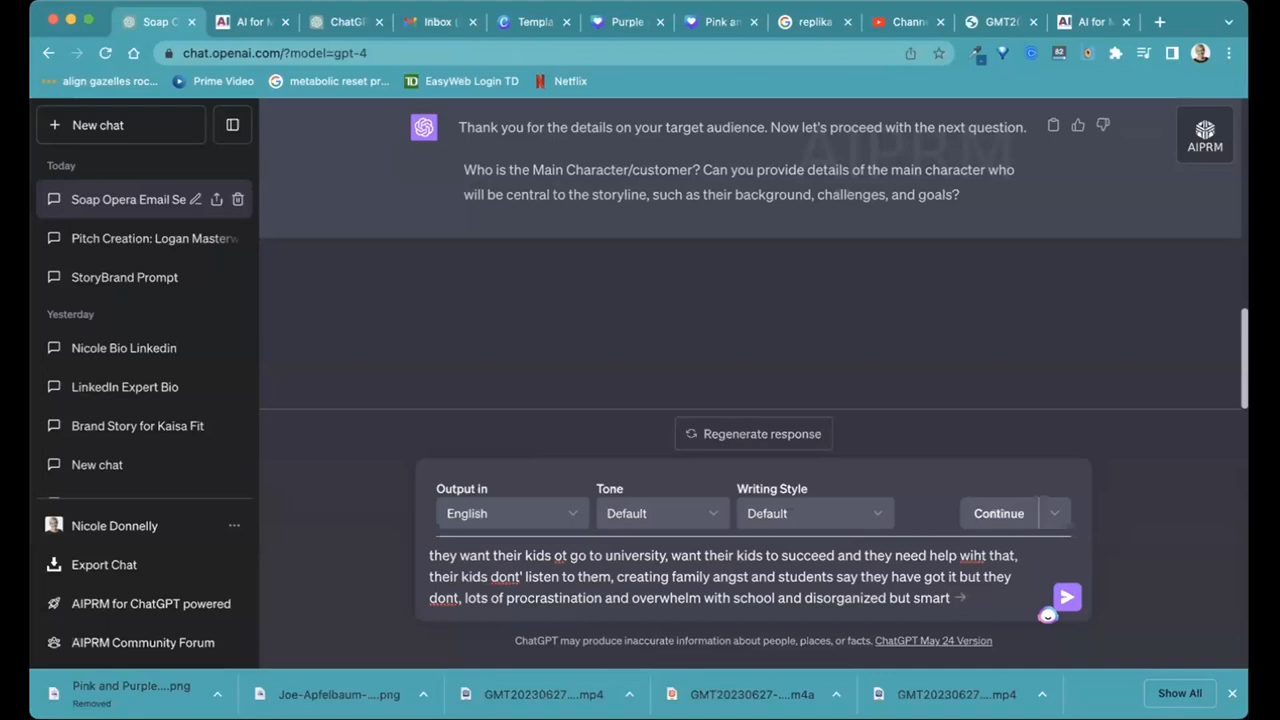 Soap C
AI for M
ChatGF
Inbox (
Templa
Purple
Pink an
replika
Chann
GMT2(
AI for M
chat.openai.com/?model=gpt-4
82
align gazelles roc...
Prime Video
metabolic reset pr...
EasyWeb Login TD
Netflix
New chat
Today
Soap Opera Email Se
Pitch Creation: Logan Masterw
StoryBrand Prompt
Yesterday
Nicole Bio Linkedin
LinkedIn Expert Bio
Brand Story for Kaisa Fit
New chat
Nicole Donnelly
Export Chat
AIPRM for ChatGPT powered
AIPRM Community Forum
Thank you for the details on your target audience. Now let's proceed with the next question.
AIPRM
Who is the Main Character/customer? Can you provide details of the main character who
will be central to the storyline, such as their background, challenges, and goals?
Regenerate response
Output in
Tone
Writing Style
English
Default
Default
Continue
they want their kids ot go to university, want their kids to succeed and they need help wiht that,
their kids dont' listen to them, creating family angst and students say they have got it but they
dont, lots of procrastination and overwhelm with school and disorganized but smart
ChatGPT may produce inaccurate information about people, places, or facts. ChatGPT May 24 Version
Pink and Purple....png
Removed
Joe-Apfelbaum-....png
GMT20230627....mp4
GMT20230627-....m4a
GMT20230627....mp4
Show All